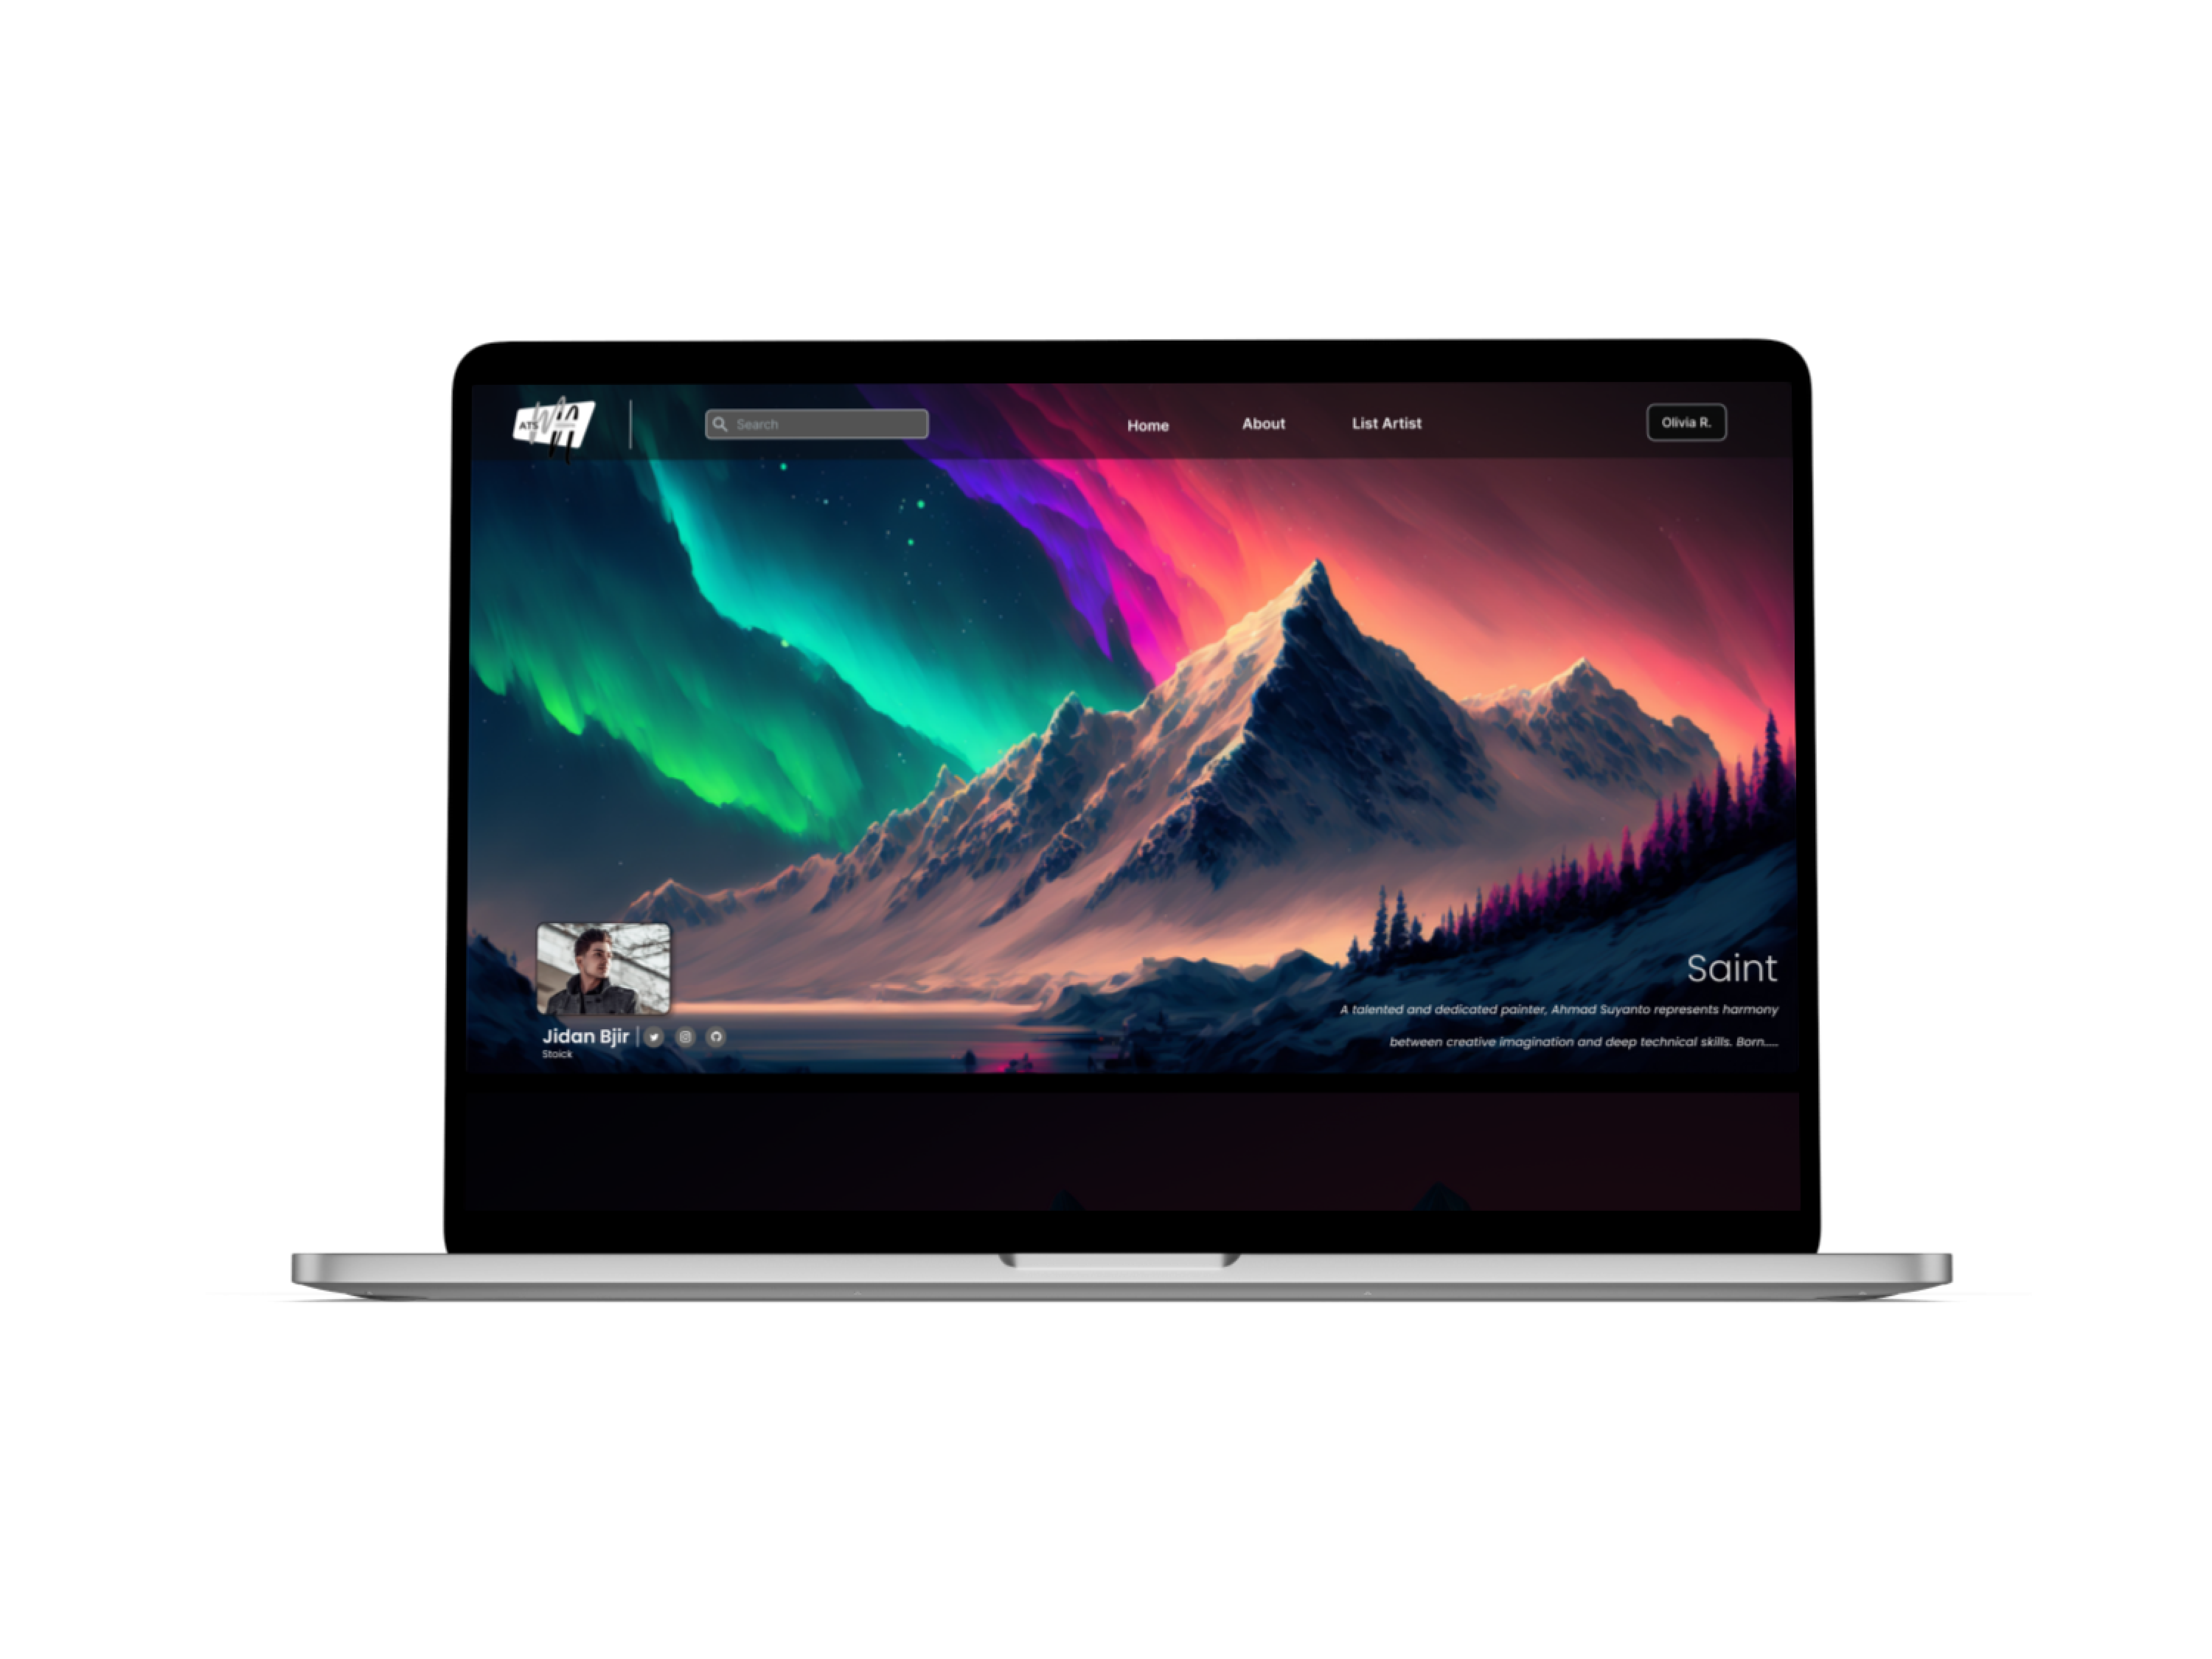 ATS
Search
Home
About
List Artist
Olivia R.
Saint
A talented and dedicated painter, Ahmad Suyanto represents harmony
between creative imagination and deep technical skills. Born.....
Jidan Bjir
Stoick